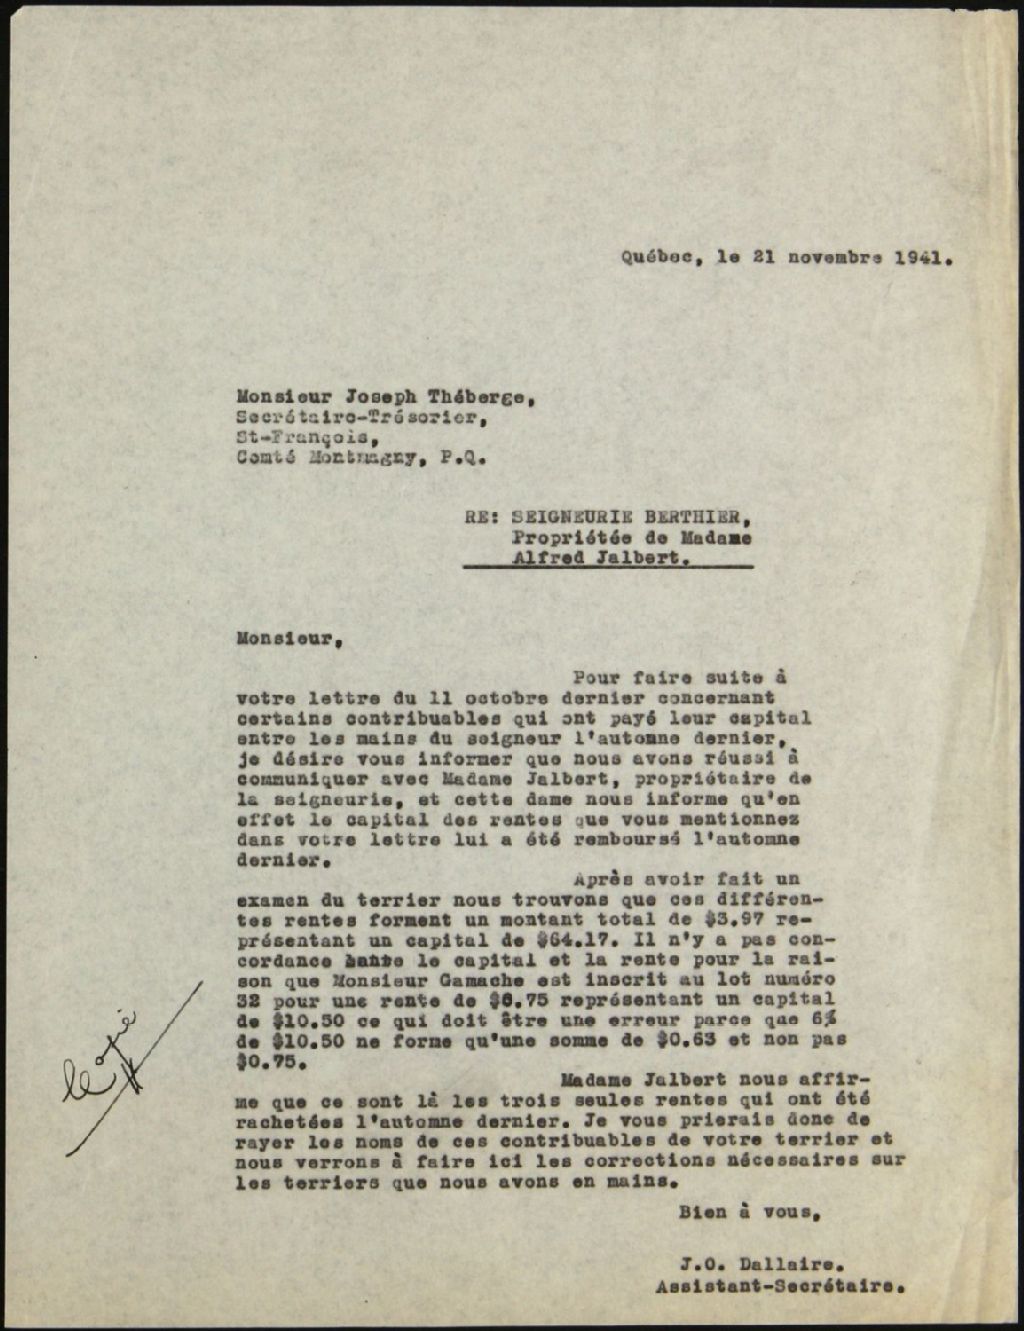 Québec, le 21 novembre 1941.
Monsieur Joseph Théberge,
Secrétaire-Trésorier,
St-François,
Comté Montmagny, P.Q.
RE: SEIGNEURIE BERTHIER,
Propriétée de Madame
Alfred Jalbert.
Monsieur,
Pour faire suite à
votre lettre du 11 octobre dernier concernant
certains contribuables qui ont payé leur capital
entre les mains du seigneur l'automne dernier,
je désire vous informer que nous avons réussi à
communiquer avec Madame Jalbert, propriétaire de
la seigneurie, et cette dame nous informe qu'en
effet le capital des rentes que vous mentionnez
dans votre lettre lui a été remboursé l'automne
dernier.
Après avoir fait un
examen du terrier nous trouvons que ces différen-
tes rentes forment un montant total de $3.97 re-
présentant un capital de $64.17. Il n'y a pas con-
cordance le capital et la rente pour la rai-
son que Monsieur Gamache est inscrit au lot numéro
32 pour une rente de $0.75 représentant un capital
de $10.50 ce qui doit être une erreur parce que 6%
de $10.50 ne forme qu'une somme de $0.63 et non pas
$0.75.
Madame Jalbert nous affir-
me que ce sont là les trois seules rentes qui ont été
rachetées l'automne dernier. Je vous prierais donc de
rayer les noms de ces contribuables de votre terrier et
nous verrons à faire ici les corrections nécessaires sur
les terriers que nous avons en mains.
Bien à vous,
J.O. Dallaire.
Assistant-Secrétaire.